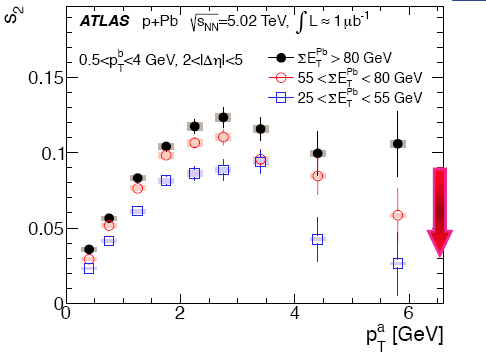 s₂
ATLAS p+Pb √s_NN=5.02 TeV, ∫L ≈ 1 μb⁻¹
0.5<p_T^b<4 GeV, 2<|Δη|<5
ΣE_T^Pb > 80 GeV
55 < ΣE_T^Pb < 80 GeV
25 < ΣE_T^Pb < 55 GeV
0.15
0.1
0.05
0
0 2 4 6
p_T^a [GeV]